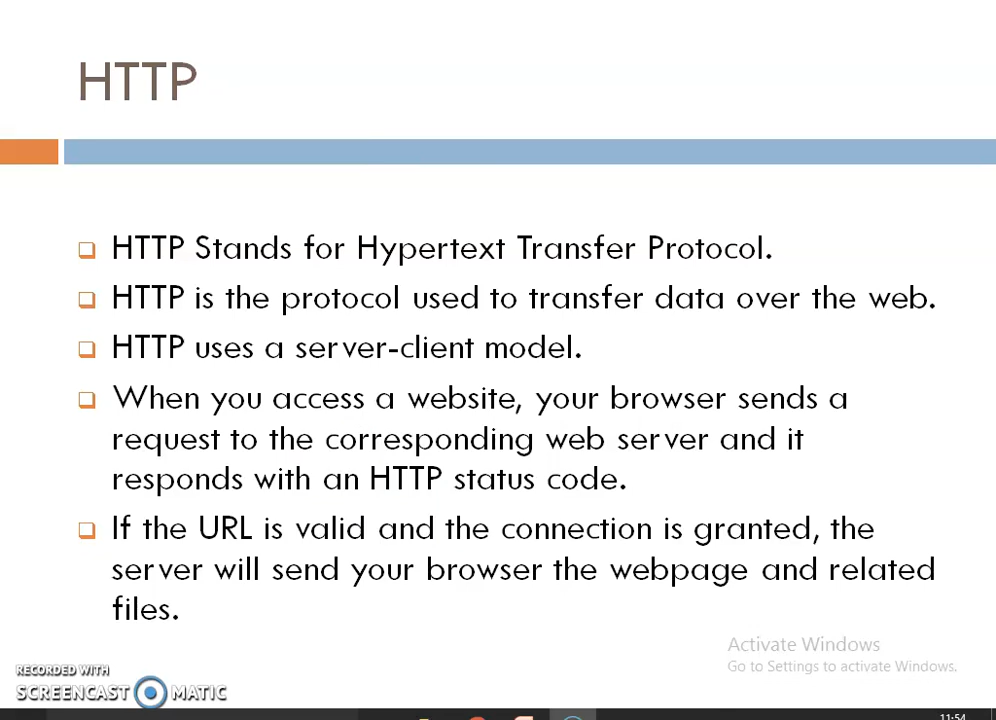 HTTP
HTTP Stands for Hypertext Transfer Protocol.
HTTP is the protocol used to transfer data over the web.
HTTP uses a server-client model.
When you access a website, your browser sends a
request to the corresponding web server and it
responds with an HTTP status code.
If the URL is valid and the connection is granted, the
server will send your browser the webpage and related
files.
Activate Windows
Go to Settings to activate Windows.
RECORDED WITH
SCREENCAST MATIC
11:54